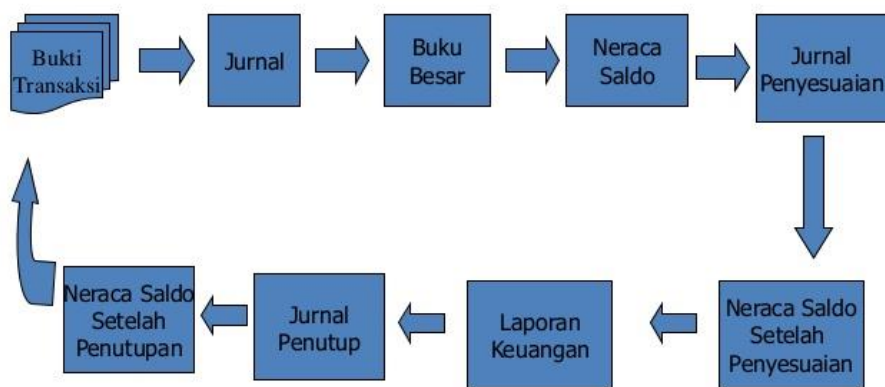 Bukti
Transaksi
Jurnal
Buku
Besar
Neraca
Saldo
Jurnal
Penyesuaian
Neraca Saldo
Setelah
Penyesuaian
Laporan
Keuangan
Jurnal
Penutup
Neraca Saldo
Setelah
Penutupan